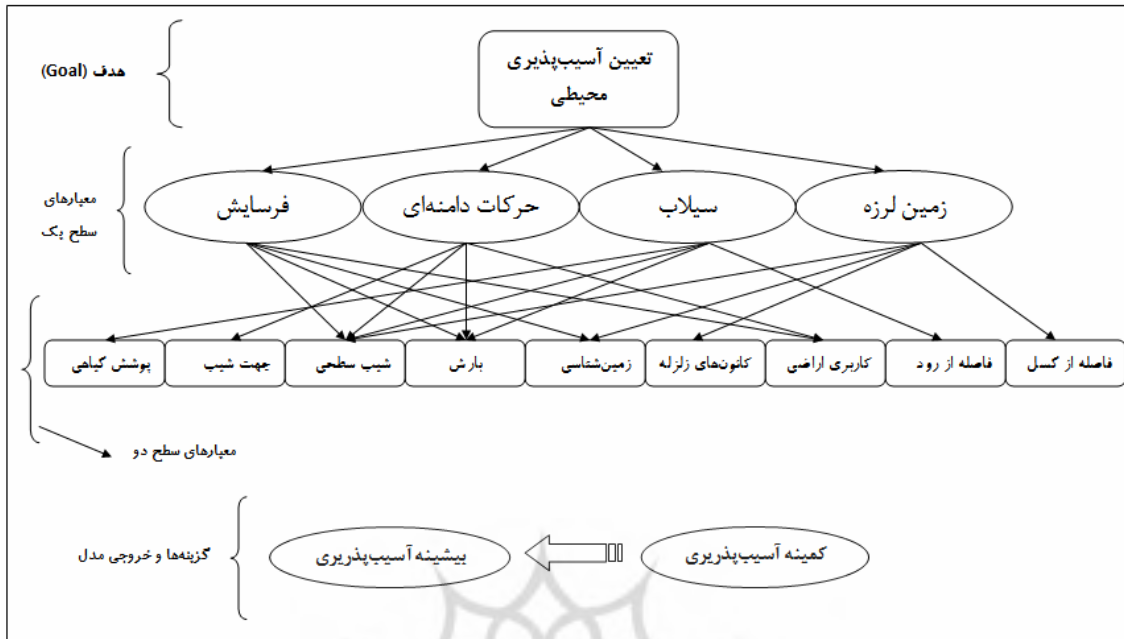 تعیین آسیب‌پذیری
محیطی
هدف (Goal)
معیارهای
سطح یک
زمین لرزه
سیلاب
حرکات دامنه‌ای
فرسایش
فاصله از گسل
فاصله از رود
کاربری اراضی
کانون‌های زلزله
زمین‌شناسی
بارش
شیب سطحی
جهت شیب
پوشش گیاهی
معیارهای سطح دو
گزینه‌ها و خروجی مدل
کمینه آسیب‌پذریری
بیشینه آسیب‌پذریری